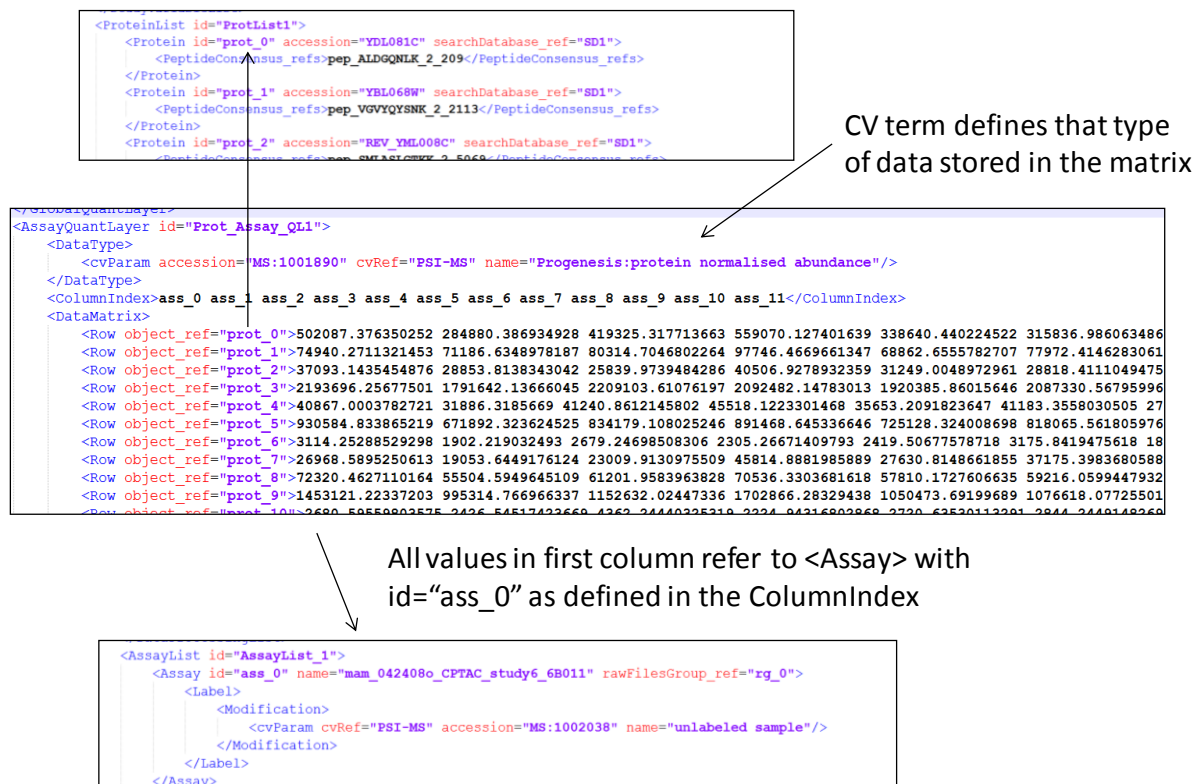 <ProteinList id="ProtList1">
<Protein id="prot_0" accession="YDL081C" searchDatabase_ref="SD1">
<PeptideConsensus_refs>pep_ALDGQNLK_2_209</PeptideConsensus_refs>
</Protein>
<Protein id="prot_1" accession="YBL068W" searchDatabase_ref="SD1">
<PeptideConsensus_refs>pep_VGVYQYSNK_2_2113</PeptideConsensus_refs>
</Protein>
<Protein id="prot_2" accession="REV_YML008C" searchDatabase_ref="SD1">
<PeptideConsensus_refs>pep_SMLASLGTKK_2_5069</PeptideConsensus_refs>
CV term defines that type
of data stored in the matrix
</GlobalQuantLayer>
<AssayQuantLayer id="Prot_Assay_QL1">
<DataType>
<cvParam accession="MS:1001890" cvRef="PSI-MS" name="Progenesis:protein normalised abundance"/>
</DataType>
<ColumnIndex>ass_0 ass_1 ass_2 ass_3 ass_4 ass_5 ass_6 ass_7 ass_8 ass_9 ass_10 ass_11</ColumnIndex>
<DataMatrix>
<Row object_ref="prot_0">502087.376350252 284880.386934928 419325.317713663 559070.127401639 338640.440224522 315836.986063486
<Row object_ref="prot_1">74940.2711321453 71186.6348978187 80314.7046802264 97746.4669661347 68862.6555782707 77972.4146283061
<Row object_ref="prot_2">37093.1435454876 28853.8138343042 25839.9739484286 40506.9278932359 31249.0048972961 28818.4111049475
<Row object_ref="prot_3">2193696.25677501 1791642.13666045 2209103.61076197 2092482.14783013 1920385.86015646 2087330.56795996
<Row object_ref="prot_4">40867.0003782721 31886.3185669 41240.8612145802 45518.1223301468 35653.2091823647 41183.3558030505 27
<Row object_ref="prot_5">930584.833865219 671892.323624525 834179.108025246 891468.645336646 725128.324008698 818065.561805976
<Row object_ref="prot_6">3114.25288529298 1902.219032493 2679.24698508306 2305.26671409793 2419.50677578718 3175.8419475618 18
<Row object_ref="prot_7">26968.5895250613 19053.6449176124 23009.9130975509 45814.8881985889 27630.8148661855 37175.3983680588
<Row object_ref="prot_8">72320.4627110164 55504.5949645109 61201.9583963828 70536.3303681618 57810.1727606635 59216.0599447932
<Row object_ref="prot_9">1453121.22337203 995314.766966337 1152632.02447336 1702866.28329438 1050473.69199689 1076618.07725501
<Row object_ref="prot_10">2680.59559803575
All values in first column refer to <Assay> with
id="ass_0" as defined in the ColumnIndex
<AssayList id="AssayList_1">
<Assay id="ass_0" name="mam_042408o_CPTAC_study6_6B011" rawFilesGroup_ref="rg_0">
<Label>
<Modification>
<cvParam cvRef="PSI-MS" accession="MS:1002038" name="unlabeled sample"/>
</Modification>
</Label>
</Assay>